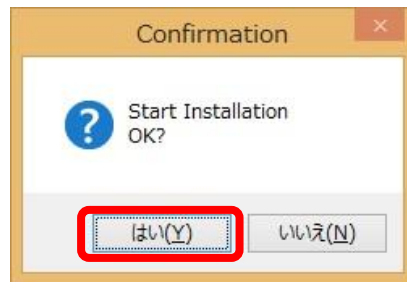 Confirmation
Start Installation
OK?
はい(Y)
いいえ(N)